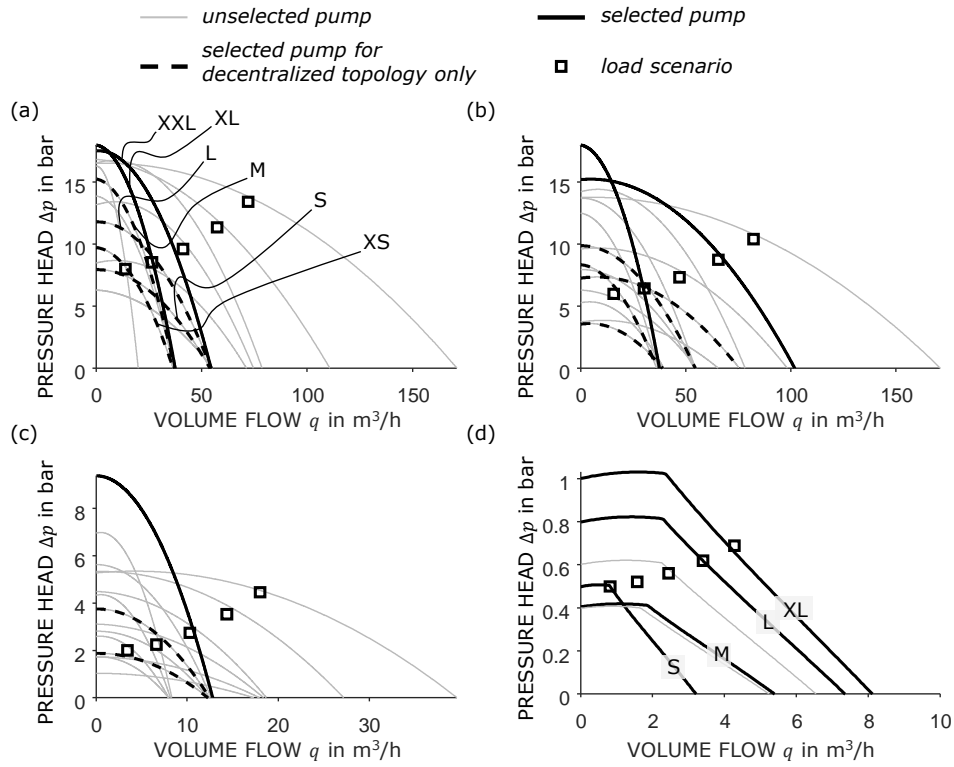 unselected pump
selected pump
selected pump for
decentralized topology only
load scenario
(a)
XXL
XL
L
M
S
XS
PRESSURE HEAD Δp in bar
15
10
5
0
0
50
100
150
VOLUME FLOW q in m³/h
(b)
PRESSURE HEAD Δp in bar
15
10
5
0
0
50
100
150
VOLUME FLOW q in m³/h
(c)
PRESSURE HEAD Δp in bar
8
6
4
2
0
0
10
20
30
VOLUME FLOW q in m³/h
(d)
PRESSURE HEAD Δp in bar
1
0.8
0.6
0.4
0.2
0
S
M
L
XL
0
2
4
6
8
10
VOLUME FLOW q in m³/h